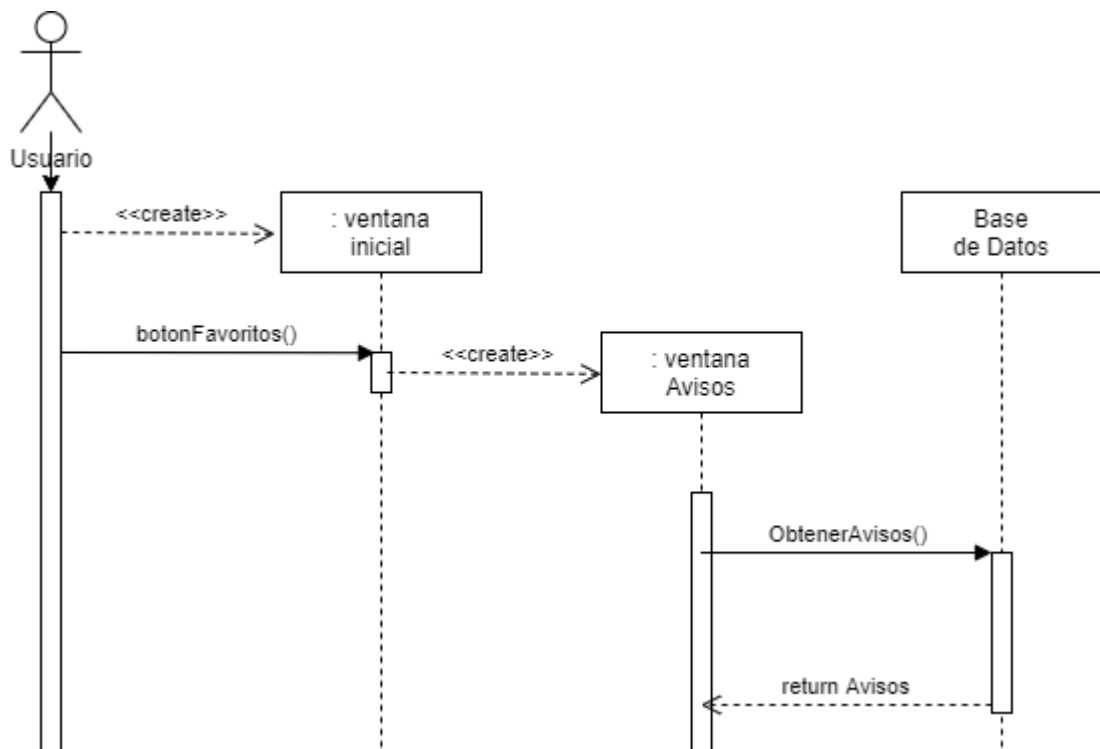 Usuario
<<create>>
: ventana
inicial
Base
de Datos
botonFavoritos()
<<create>>
: ventana
Avisos
ObtenerAvisos()
return Avisos